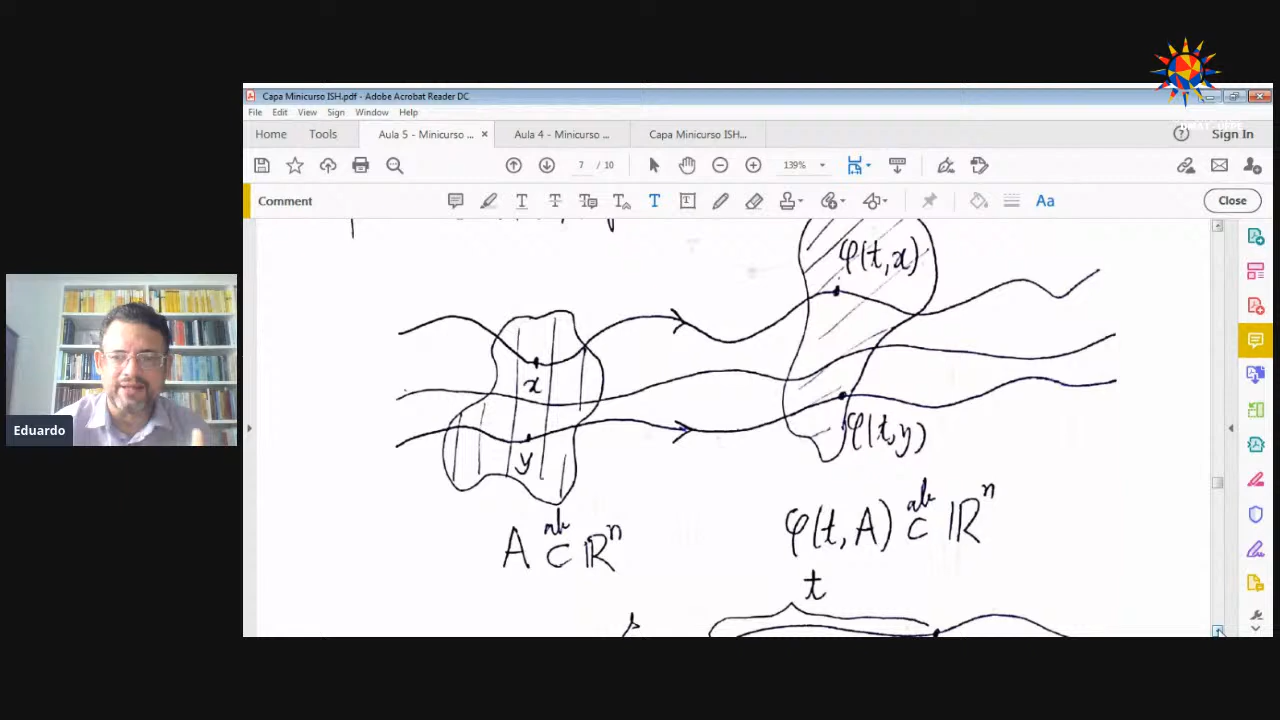 Capa Minicurso ISH.pdf - Adobe Acrobat Reader DC
File Edit View Sign Window Help
Home Tools Aula 5 - Minicurso ... × Aula 4 - Minicurso ... Capa Minicurso ISH... Sign In
7 / 10 139%
Comment T T T T T T Aa Close
φ(t,x)
x
Eduardo
y
φ(t,y)
A ⊂ᵃᵇ ℝⁿ
φ(t,A) ⊂ᵃᵇ ℝⁿ
t
s